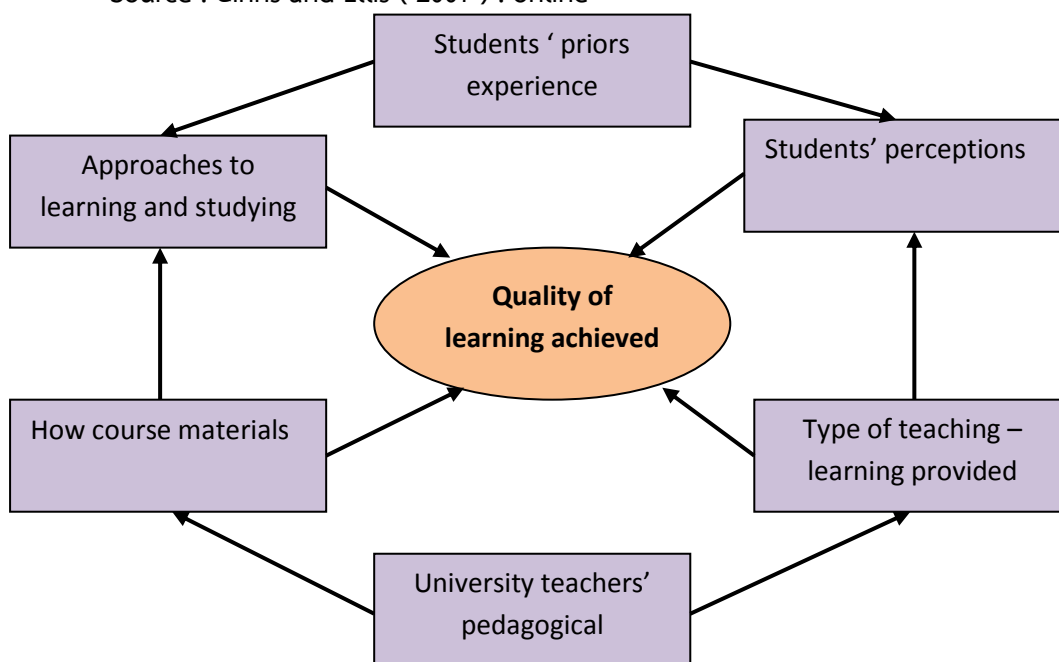 Students ‘ priors
experience
Approaches to
learning and studying
Students’ perceptions
Quality of
learning achieved
How course materials
Type of teaching –
learning provided
University teachers’
pedagogical